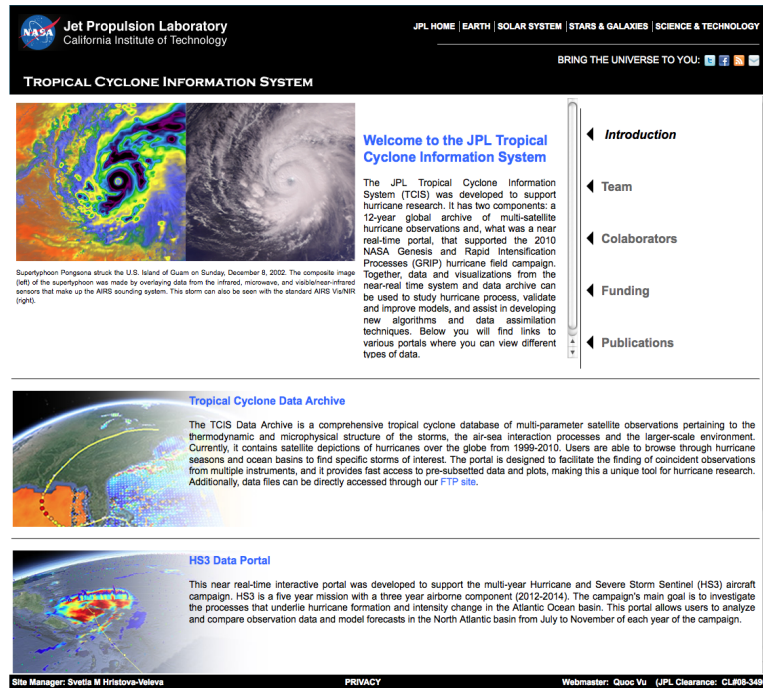 NASA
Jet Propulsion Laboratory
California Institute of Technology
JPL HOME | EARTH | SOLAR SYSTEM | STARS & GALAXIES | SCIENCE & TECHNOLOGY
BRING THE UNIVERSE TO YOU:
TROPICAL CYCLONE INFORMATION SYSTEM
Supertyphoon Pongsona struck the U.S. Island of Guam on Sunday, December 8, 2002. The composite image
(left) of the supertyphoon was made by overlaying data from the infrared, microwave, and visible/near-infrared
sensors that make up the AIRS sounding system. This storm can also be seen with the standard AIRS Vis/NIR
(right).
Welcome to the JPL Tropical
Cyclone Information System
The JPL Tropical Cyclone Information
System (TCIS) was developed to support
hurricane research. It has two components: a
12-year global archive of multi-satellite
hurricane observations and, what was a near
real-time portal, that supported the 2010
NASA Genesis and Rapid Intensification
Processes (GRIP) hurricane field campaign.
Together, data and visualizations from the
near-real time system and data archive can
be used to study hurricane process, validate
and improve models, and assist in developing
new algorithms and data assimilation
techniques. Below you will find links to
various portals where you can view different
types of data.
Introduction
Team
Colaborators
Funding
Publications
Tropical Cyclone Data Archive
The TCIS Data Archive is a comprehensive tropical cyclone database of multi-parameter satellite observations pertaining to the
thermodynamic and microphysical structure of the storms, the air-sea interaction processes and the larger-scale environment.
Currently, it contains satellite depictions of hurricanes over the globe from 1999-2010. Users are able to browse through hurricane
seasons and ocean basins to find specific storms of interest. The portal is designed to facilitate the finding of coincident observations
from multiple instruments, and it provides fast access to pre-subsetted data and plots, making this a unique tool for hurricane research.
Additionally, data files can be directly accessed through our FTP site.
HS3 Data Portal
This near real-time interactive portal was developed to support the multi-year Hurricane and Severe Storm Sentinel (HS3) aircraft
campaign. HS3 is a five year mission with a three year airborne component (2012-2014). The campaign's main goal is to investigate
the processes that underlie hurricane formation and intensity change in the Atlantic Ocean basin. This portal allows users to analyze
and compare observation data and model forecasts in the North Atlantic basin from July to November of each year of the campaign.
Site Manager: Svetla M Hristova-Veleva
PRIVACY
Webmaster: Quoc Vu (JPL Clearance: CL#08-349